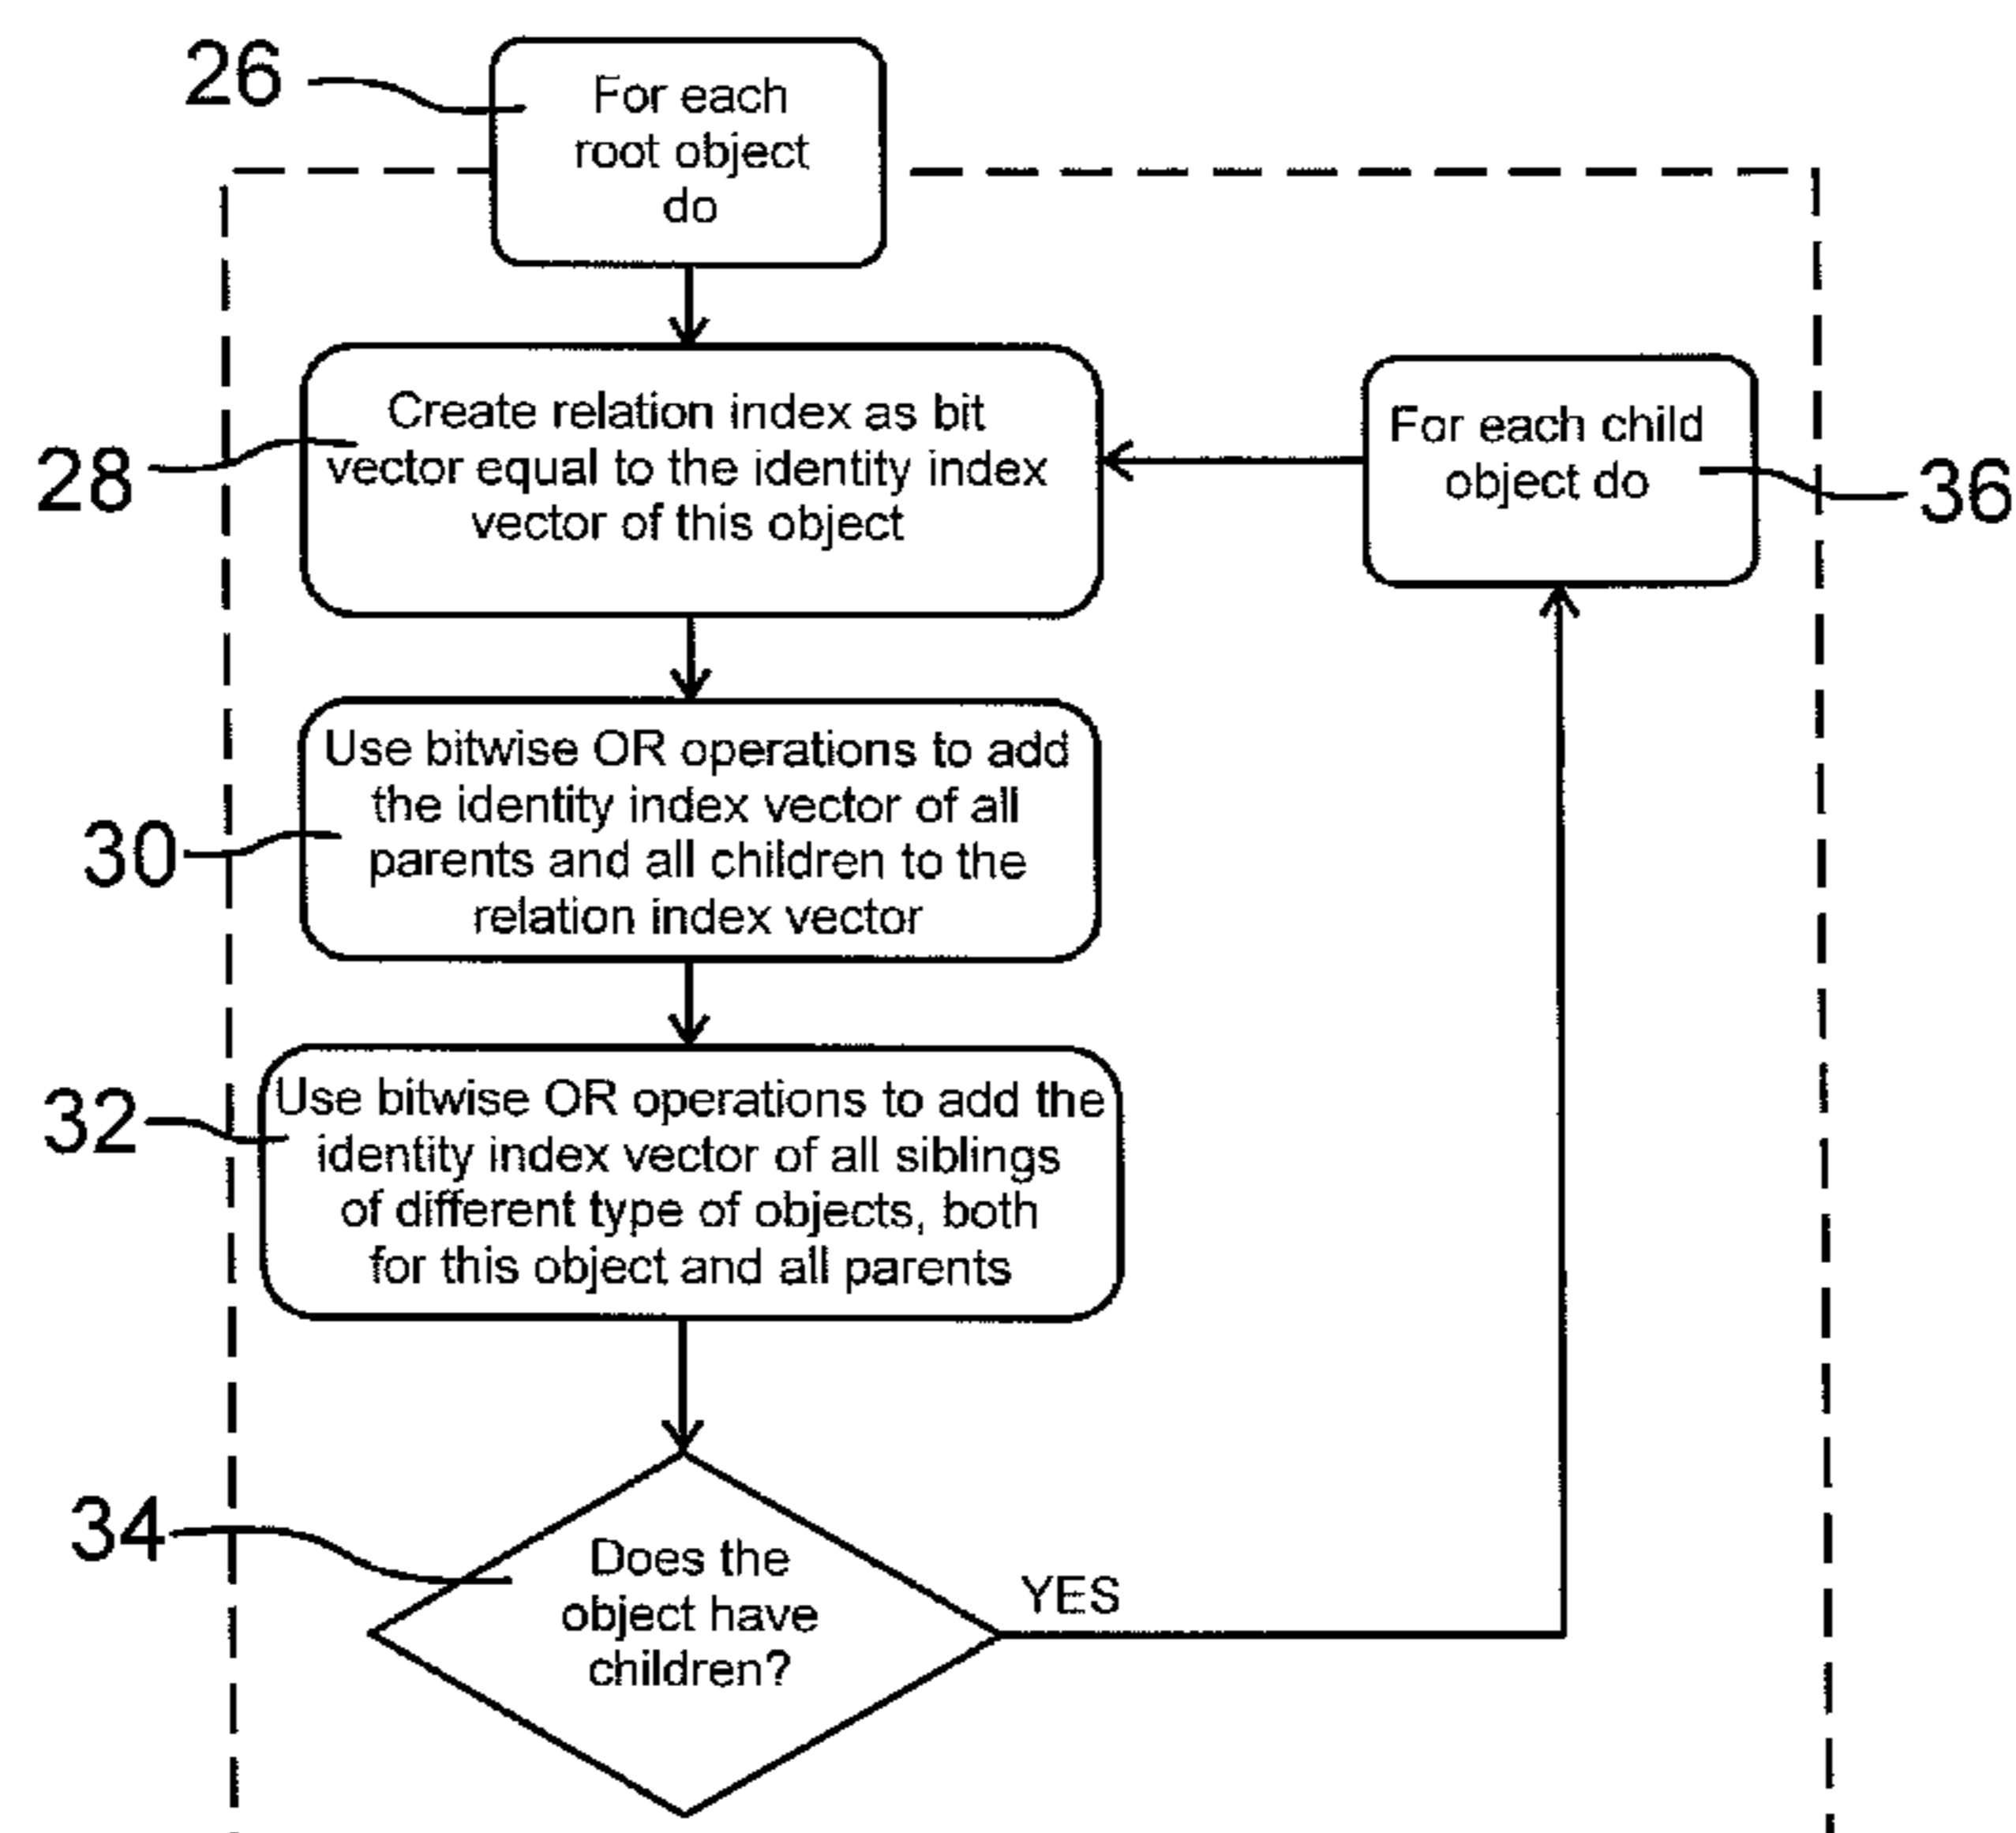 26
For each
root object
do
28
Create relation index as bit
vector equal to the identity index
vector of this object
For each child
object do
36
30
Use bitwise OR operations to add
the identity index vector of all
parents and all children to the
relation index vector
32
Use bitwise OR operations to add the
identity index vector of all siblings
of different type of objects, both
for this object and all parents
34
Does the
object have
children?
YES